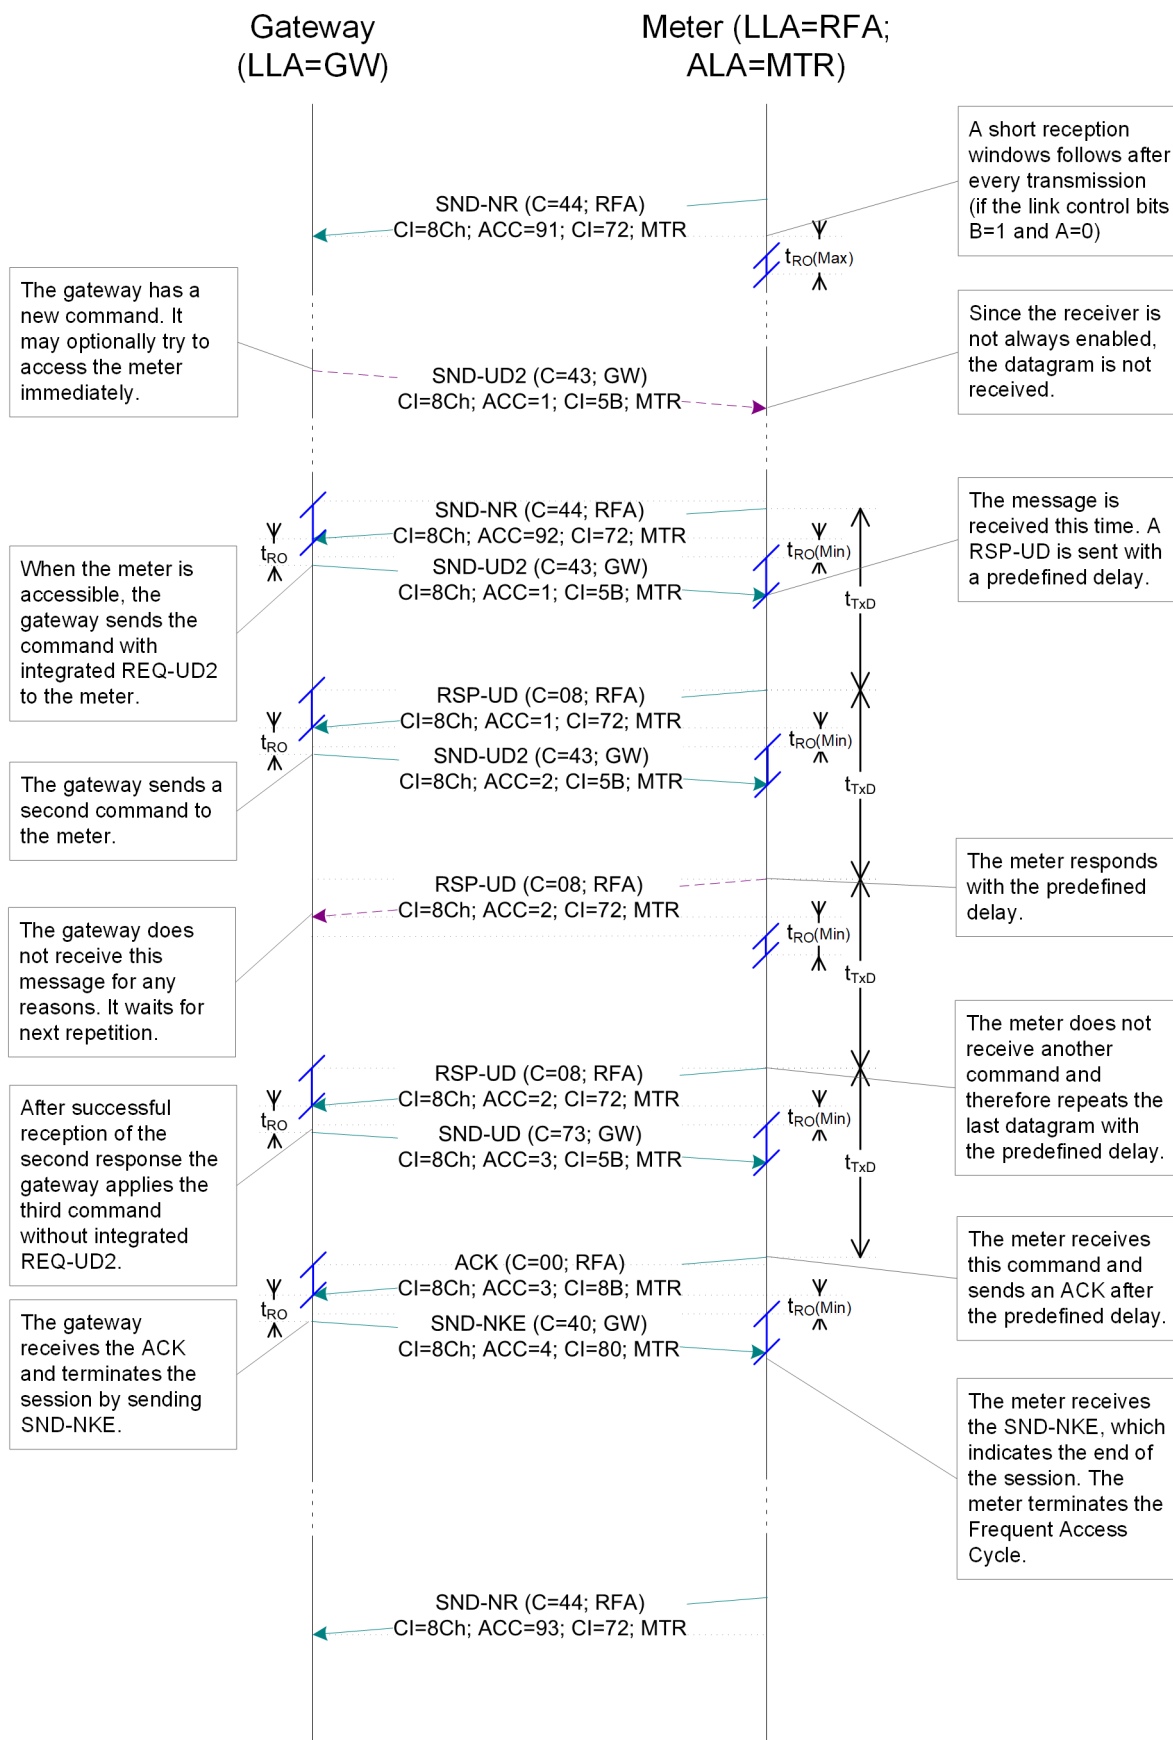 Gateway
(LLA=GW)
Meter (LLA=RFA;
ALA=MTR)
A short reception
windows follows after
every transmission
(if the link control bits
B=1 and A=0)
SND-NR (C=44; RFA)
CI=8Ch; ACC=91; CI=72; MTR
tRO(Max)
The gateway has a
new command. It
may optionally try to
access the meter
immediately.
Since the receiver is
not always enabled,
the datagram is not
received.
SND-UD2 (C=43; GW)
CI=8Ch; ACC=1; CI=5B; MTR
SND-NR (C=44; RFA)
CI=8Ch; ACC=92; CI=72; MTR
tRO
tRO(Min)
The message is
received this time. A
RSP-UD is sent with
a predefined delay.
When the meter is
accessible, the
gateway sends the
command with
integrated REQ-UD2
to the meter.
SND-UD2 (C=43; GW)
CI=8Ch; ACC=1; CI=5B; MTR
tTxD
RSP-UD (C=08; RFA)
CI=8Ch; ACC=1; CI=72; MTR
tRO
tRO(Min)
SND-UD2 (C=43; GW)
CI=8Ch; ACC=2; CI=5B; MTR
tTxD
The gateway sends a
second command to
the meter.
The meter responds
with the predefined
delay.
RSP-UD (C=08; RFA)
CI=8Ch; ACC=2; CI=72; MTR
tRO(Min)
The gateway does
not receive this
message for any
reasons. It waits for
next repetition.
tTxD
The meter does not
receive another
command and
therefore repeats the
last datagram with
the predefined delay.
RSP-UD (C=08; RFA)
CI=8Ch; ACC=2; CI=72; MTR
tRO
tRO(Min)
After successful
reception of the
second response the
gateway applies the
third command
without integrated
REQ-UD2.
SND-UD (C=73; GW)
CI=8Ch; ACC=3; CI=5B; MTR
tTxD
The meter receives
this command and
sends an ACK after
the predefined delay.
ACK (C=00; RFA)
CI=8Ch; ACC=3; CI=8B; MTR
tRO
tRO(Min)
The gateway
receives the ACK
and terminates the
session by sending
SND-NKE.
SND-NKE (C=40; GW)
CI=8Ch; ACC=4; CI=80; MTR
The meter receives
the SND-NKE, which
indicates the end of
the session. The
meter terminates the
Frequent Access
Cycle.
SND-NR (C=44; RFA)
CI=8Ch; ACC=93; CI=72; MTR